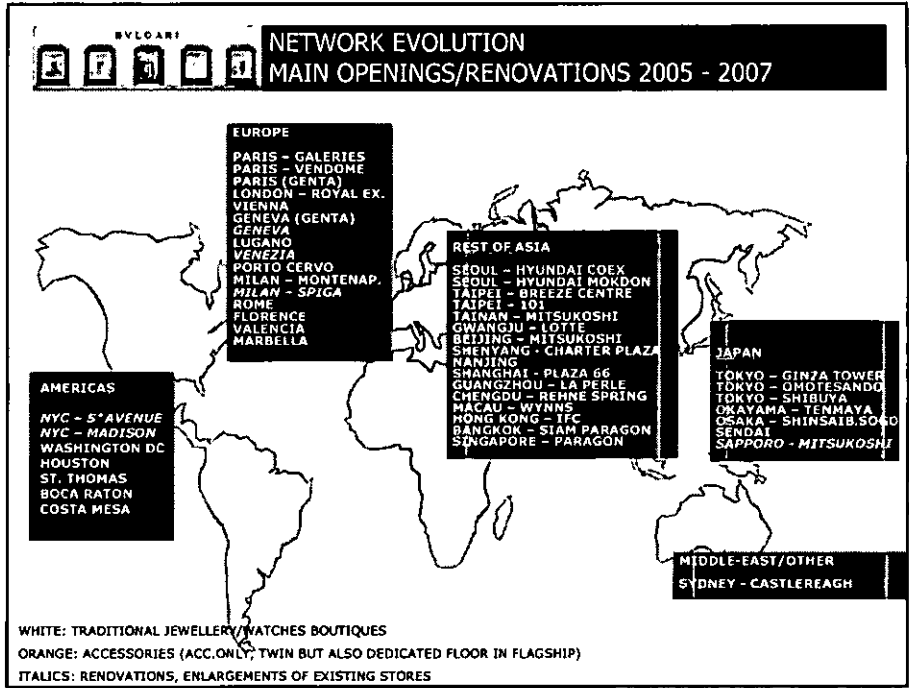 BVLGARI
NETWORK EVOLUTION
MAIN OPENINGS/RENOVATIONS 2005 - 2007
EUROPE
PARIS – GALERIES
PARIS – VENDOME
PARIS (GENTA)
LONDON – ROYAL EX.
VIENNA
GENEVA (GENTA)
GENEVA
LUGANO
VENEZIA
PORTO CERVO
MILAN – MONTENAP.
MILAN – SPIGA
ROME
FLORENCE
VALENCIA
MARBELLA
REST OF ASIA
SEOUL – HYUNDAI COEX
SEOUL – HYUNDAI MOKDON
TAIPEI – BREEZE CENTRE
TAIPEI – 101
TAINAN – MITSUKOSHI
GWANGJU – LOTTE
BEIJING – MITSUKOSHI
SHENYANG - CHARTER PLAZA
NANJING
SHANGHAI - PLAZA 66
GUANGZHOU – LA PERLE
CHENGDU – REHNE SPRING
MACAU – WYNNS
HONG KONG – IFC
BANGKOK – SIAM PARAGON
SINGAPORE – PARAGON
JAPAN
TOKYO – GINZA TOWER
TOKYO – OMOTESANDO
TOKYO – SHIBUYA
OKAYAMA – TENMAYA
OSAKA – SHINSAIB.SOGO
SENDAI
SAPPORO - MITSUKOSHI
AMERICAS
NYC – 5°AVENUE
NYC – MADISON
WASHINGTON DC
HOUSTON
ST. THOMAS
BOCA RATON
COSTA MESA
MIDDLE-EAST/OTHER
SYDNEY - CASTLEREAGH
WHITE: TRADITIONAL JEWELLERY/WATCHES BOUTIQUES
ORANGE: ACCESSORIES (ACC.ONLY, TWIN BUT ALSO DEDICATED FLOOR IN FLAGSHIP)
ITALICS: RENOVATIONS, ENLARGEMENTS OF EXISTING STORES